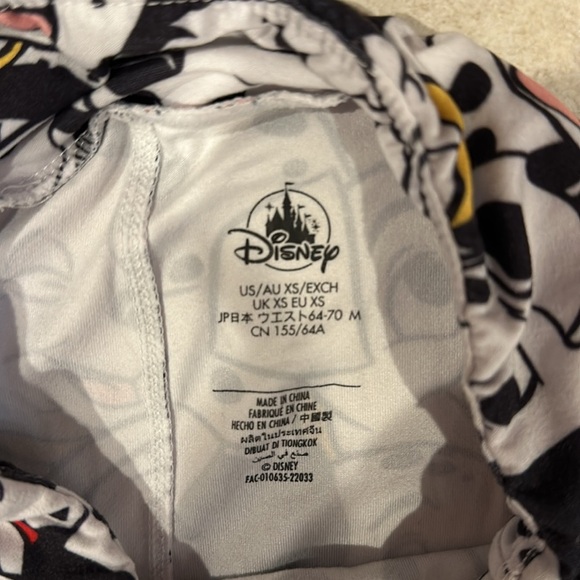 Disney
US/AU XS/EXCH
UK XS EU XS
JP日本 ウエスト64-70 M
CN 155/64A
MADE IN CHINA
FABRIQUÉ EN CHINE
HECHO EN CHINA / 中國製
ผลิตในประเทศจีน
DIBUAT DI TIONGKOK
صنع في الصين
© DISNEY
FAC-010635-22033